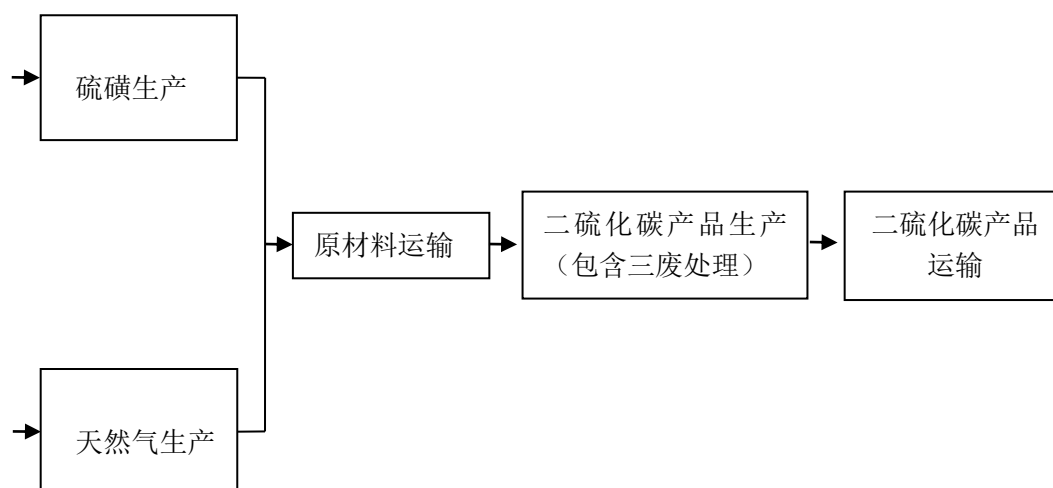 硫磺生产
原材料运输
二硫化碳产品生产
（包含三废处理）
二硫化碳产品
运输
天然气生产